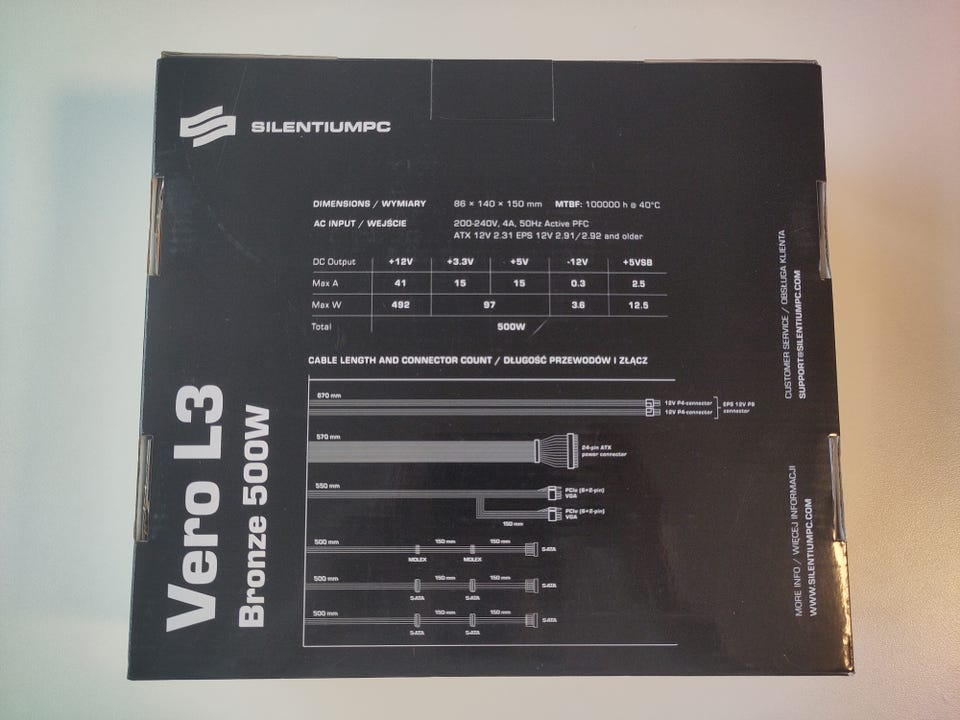 SILENTIUMPC
DIMENSIONS / WYMIARY 86 × 140 × 150 mm MTBF: 100000 h @ 40°C
AC INPUT / WEJŚCIE 200-240V, 4A, 50Hz Active PFC
ATX 12V 2.31 EPS 12V 2.91/2.92 and older
DC Output +12V +3.3V +5V -12V +5VSB
Max A 41 15 15 0.3 2.5
Max W 492 97 3.6 12.5
Total 500W
CABLE LENGTH AND CONNECTOR COUNT / DŁUGOŚĆ PRZEWODÓW I ZŁĄCZ
670 mm
12V P4-connector
12V P4-connector
EPS 12V P8
connector
570 mm
24-pin ATX
power connector
550 mm
PCIe (6+2-pin)
VGA
PCIe (6+2-pin)
VGA
150 mm
500 mm 150 mm 150 mm SATA
MOLEX MOLEX
500 mm 150 mm 150 mm SATA
SATA SATA
500 mm 150 mm 150 mm SATA
SATA SATA
Vero L3
Bronze 500W
CUSTOMER SERVICE / OBSŁUGA KLIENTA
SUPPORT@SILENTIUMPC.COM
MORE INFO / WIĘCEJ INFORMACJI
WWW.SILENTIUMPC.COM